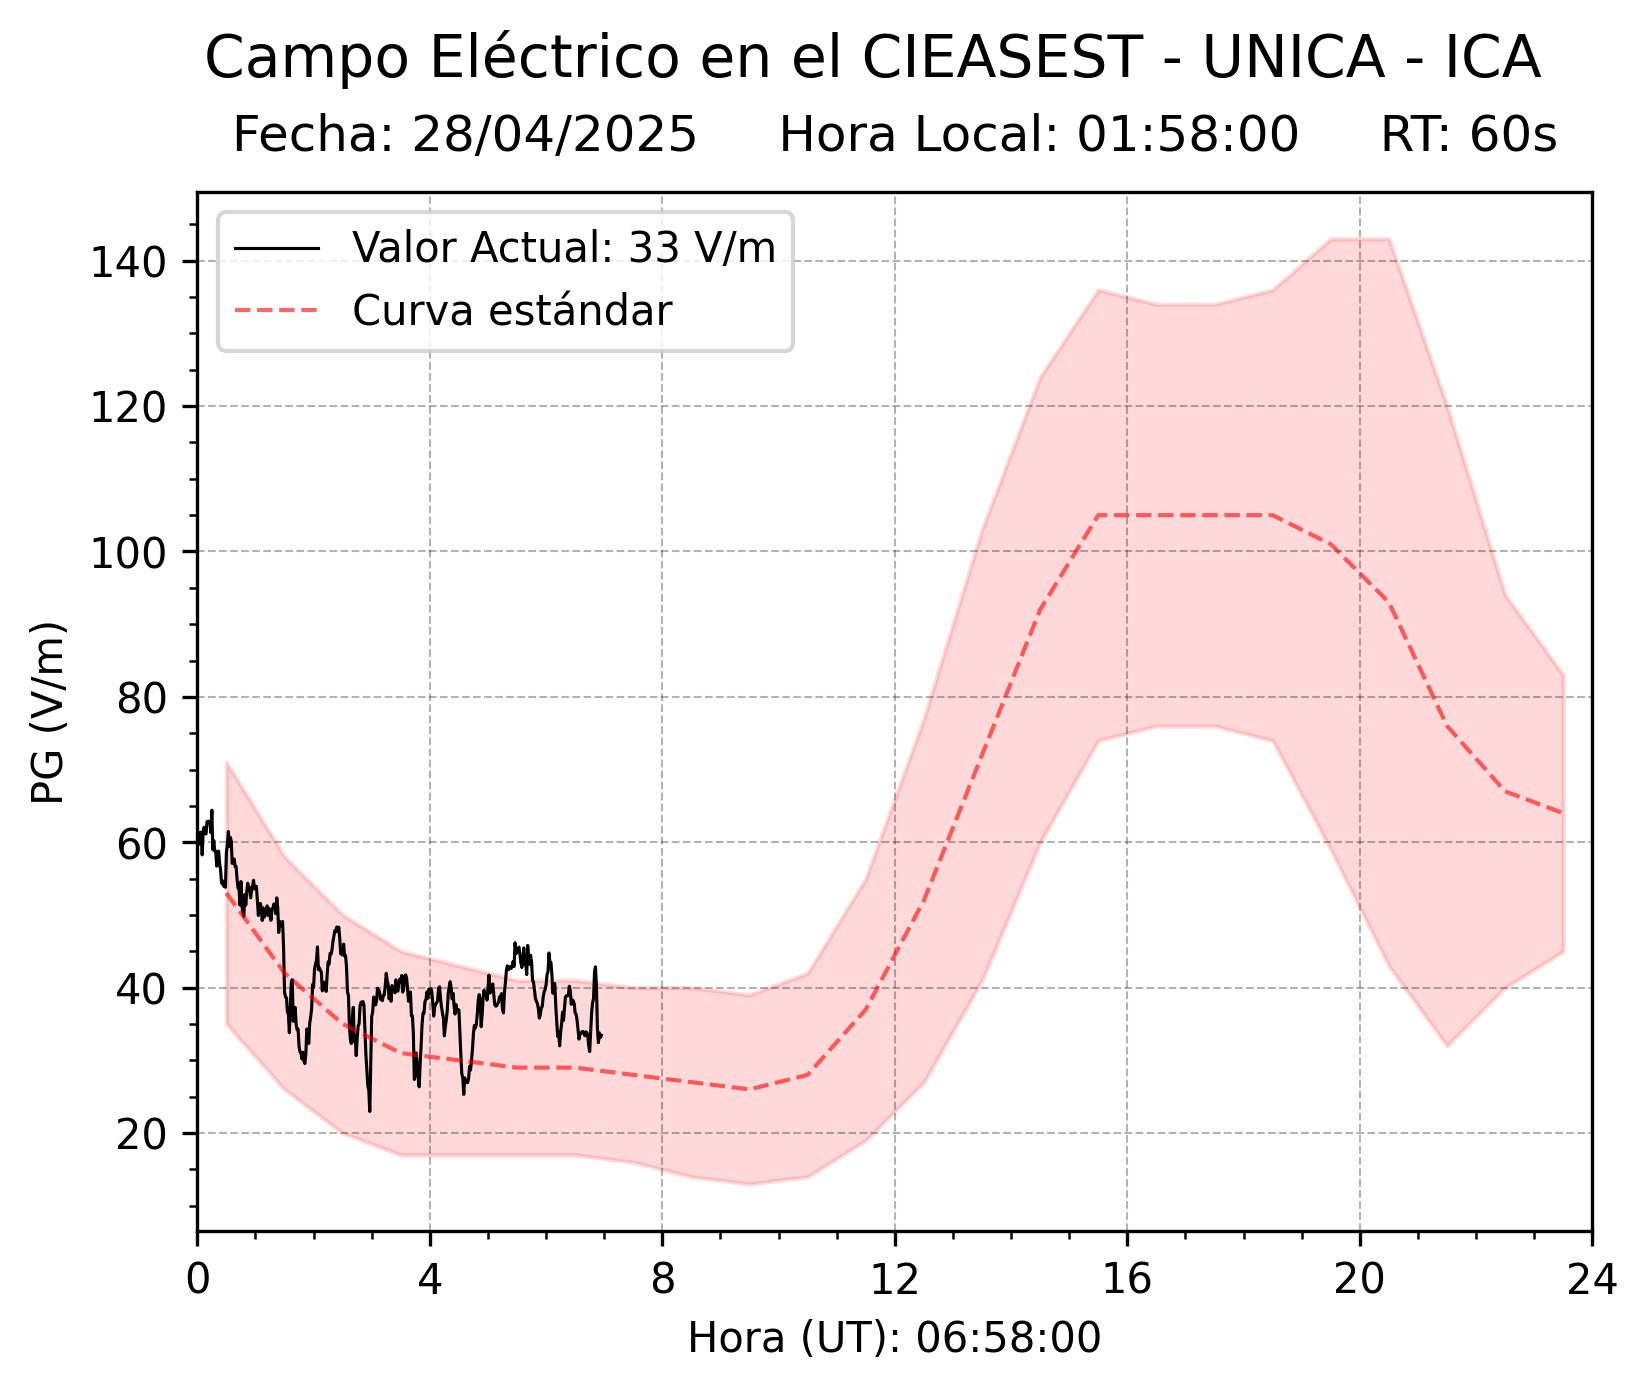 Campo Eléctrico en el CIEASEST - UNICA - ICA
Fecha: 28/04/2025 Hora Local: 01:58:00 RT: 60s
Valor Actual: 33 V/m
Curva estándar
140
120
100
80
60
40
20
PG (V/m)
0 4 8 12 16 20 24
Hora (UT): 06:58:00